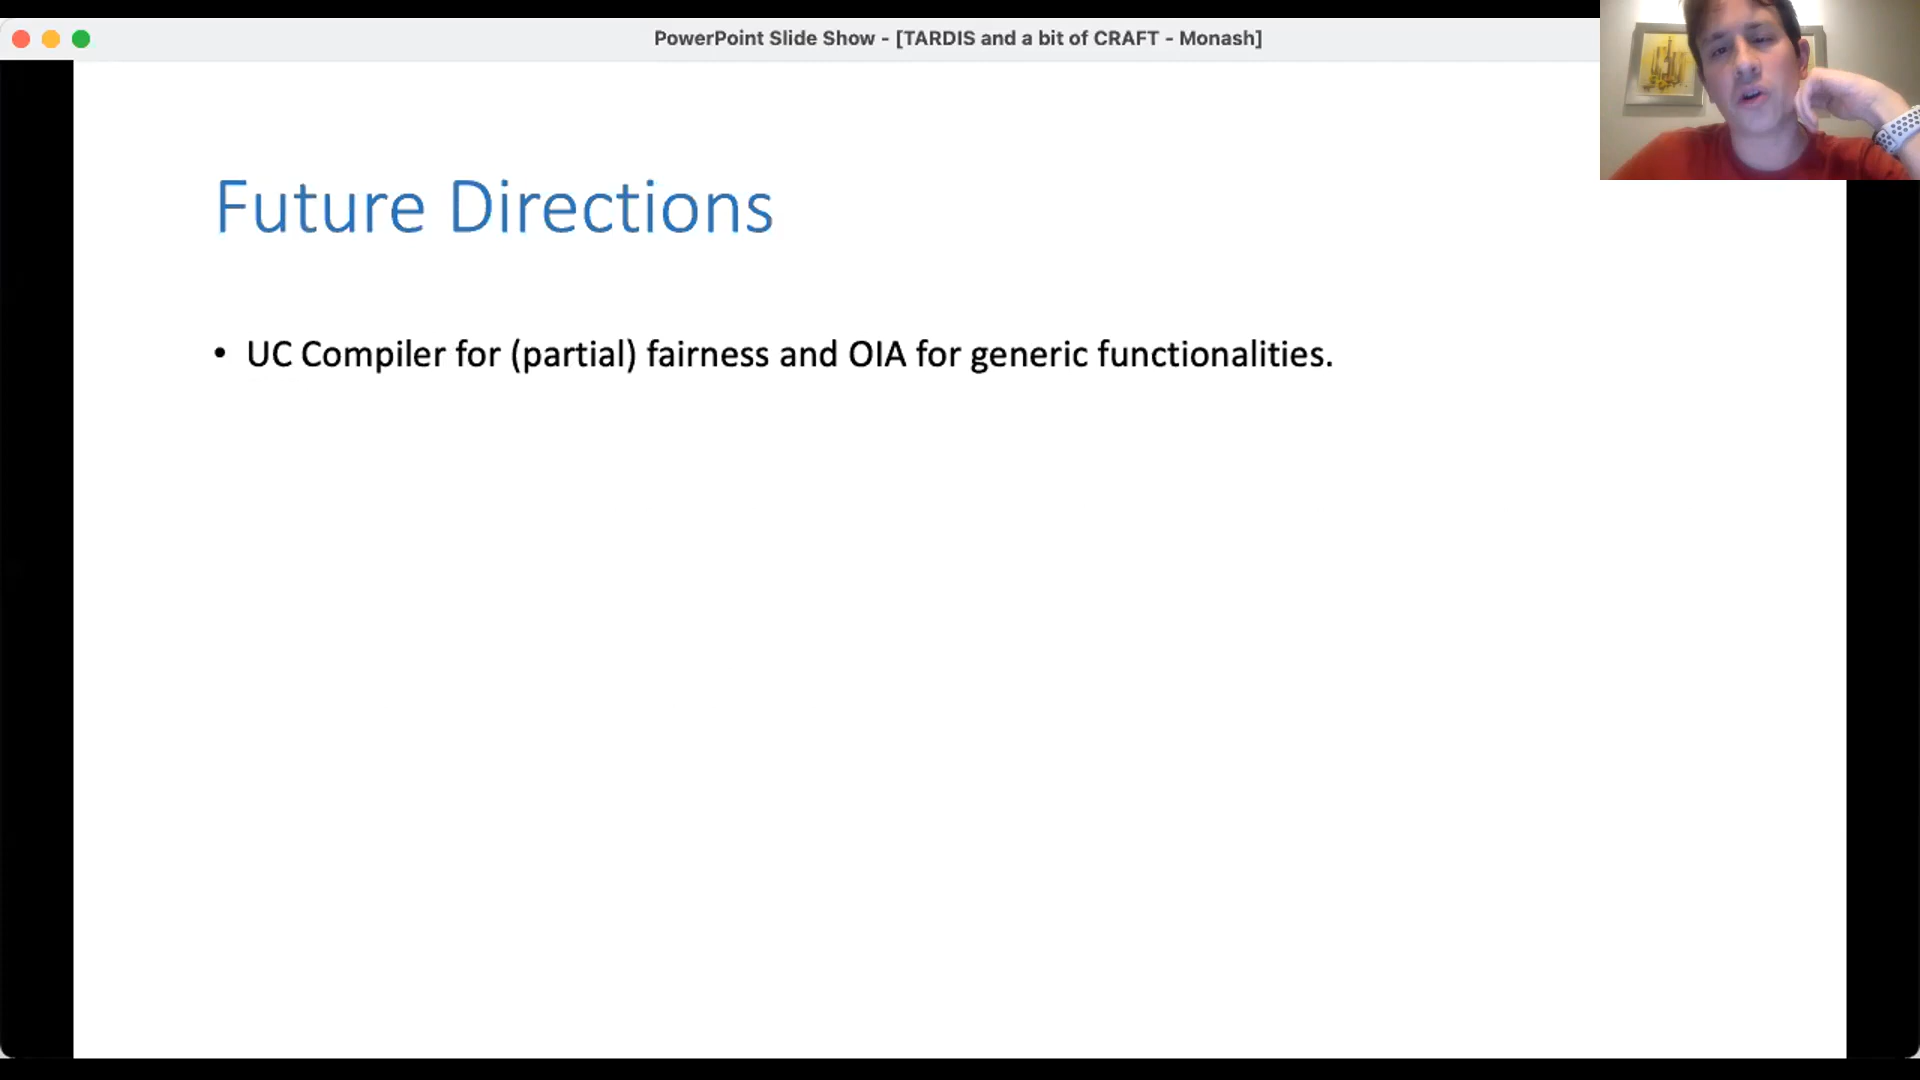 PowerPoint Slide Show - [TARDIS and a bit of CRAFT - Monash]
Future Directions
• UC Compiler for (partial) fairness and OIA for generic functionalities.